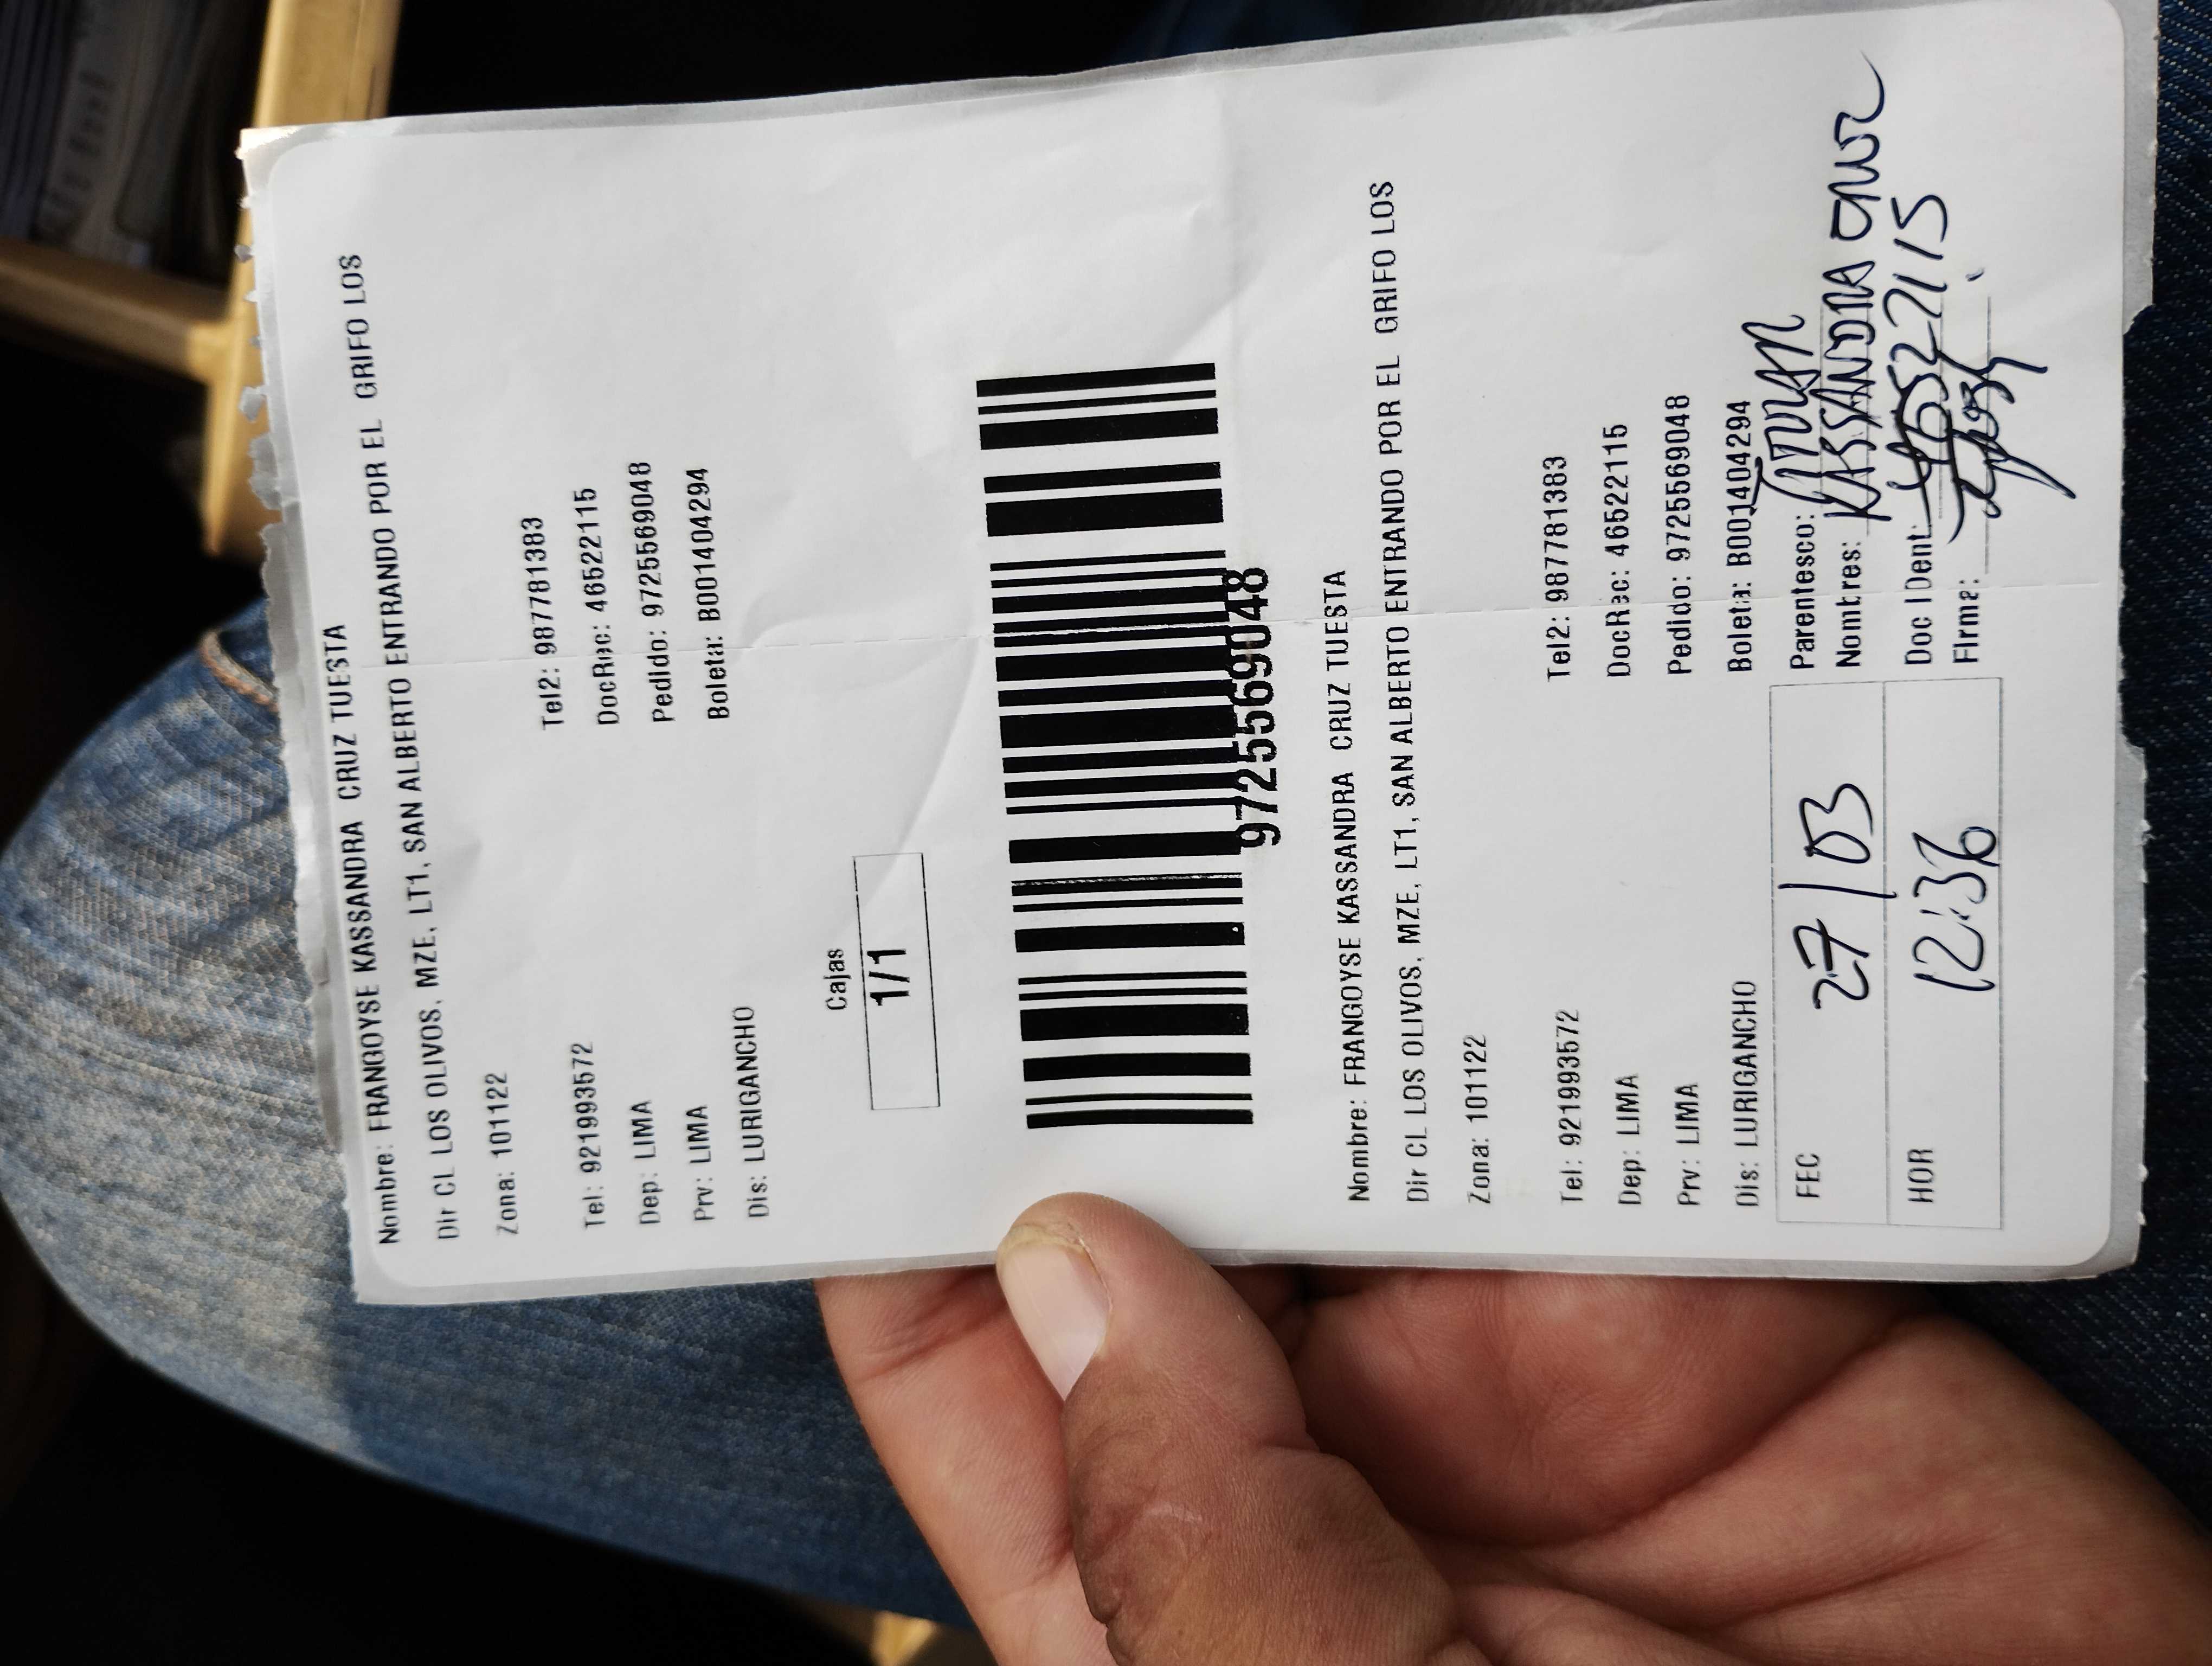 Nombre: FRANGOYSE KASSANDRA CRUZ TUESTA
Dir CL LOS OLIVOS, MZE, LT1, SAN ALBERTO ENTRANDO POR EL GRIFO LOS
Zona: 101122
Tel: 921993572 Tel2: 987781383
Dep: LIMA DocRec: 46522115
Prv: LIMA Pedido: 9725569048
Dis: LURIGANCHO Boleta: B001404294
Cajas
1/1
9725569048
Nombre: FRANGOYSE KASSANDRA CRUZ TUESTA
Dir CL LOS OLIVOS, MZE, LT1, SAN ALBERTO ENTRANDO POR EL GRIFO LOS
Zona: 101122
Tel: 921993572 Tel2: 987781383
Dep: LIMA DocRec: 46522115
Prv: LIMA Pedido: 9725569048
Dis: LURIGANCHO Boleta: B001404294
FEC 27/03 Parentesco: TITULAR
Nombres: KASSANDRA CRUZ
HOR 12:36 Doc Ident: 46522115
Firma: